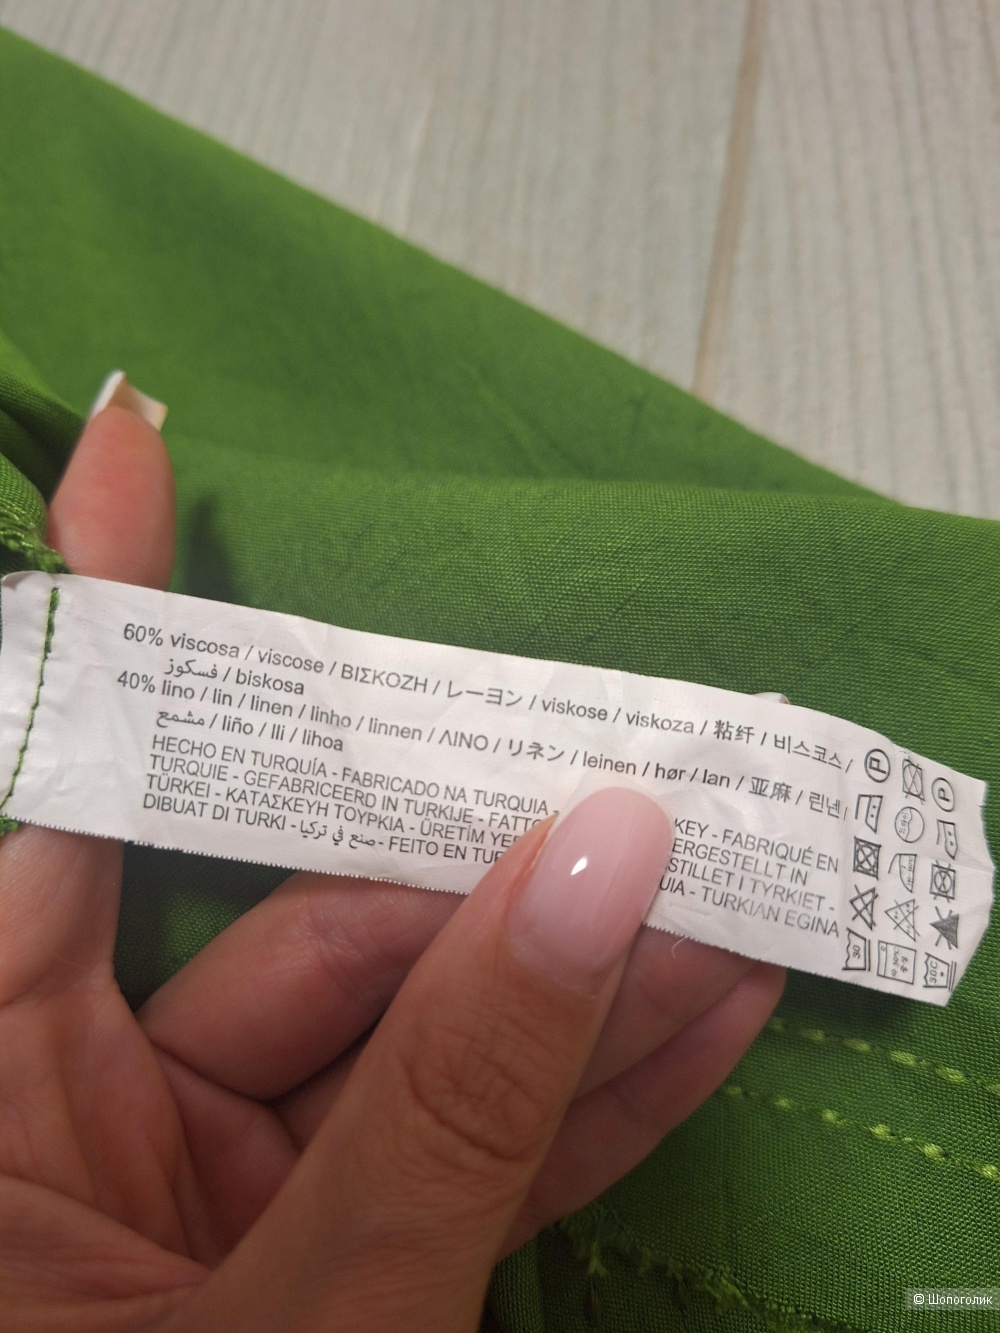 60% viscosa / viscose / ΒΙΣΚΟΖΗ / レーヨン / viskose / viskoza / 粘纤 / 비스코스 /
فسكوز / biskosa
40% lino / lin / linen / linho / linnen / ΛΙΝΟ / リネン / leinen / hør / lan / 亚麻 / 린넨 /
مشمع / liño / lli / lihoa
HECHO EN TURQUÍA - FABRICADO NA TURQUIA - KEY - FABRIQUÉ EN
TURQUIE - GEFABRICEERD IN TURKIJE - FATTO ERGESTELLT IN
TÜRKEI - ΚΑΤΑΣΚΕΥΗ ΤΟΥΡΚΙΑ - ÜRETİM YE STILLET I TYRKIET -
DIBUAT DI TURKI - صنع في تركيا - FEITO EN TUR UIA - TURKIAN EGINA
P P
30 30C
© Шопоголик